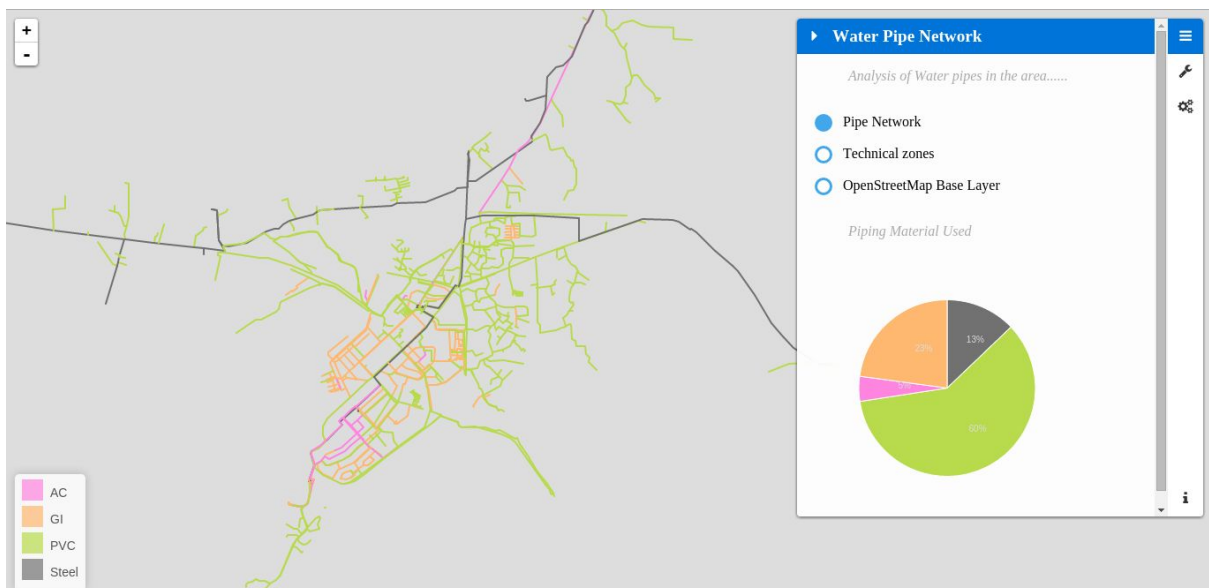 +
-
Water Pipe Network
Analysis of Water pipes in the area......
Pipe Network
Technical zones
OpenStreetMap Base Layer
Piping Material Used
13%
23%
5%
60%
AC
GI
PVC
Steel
i